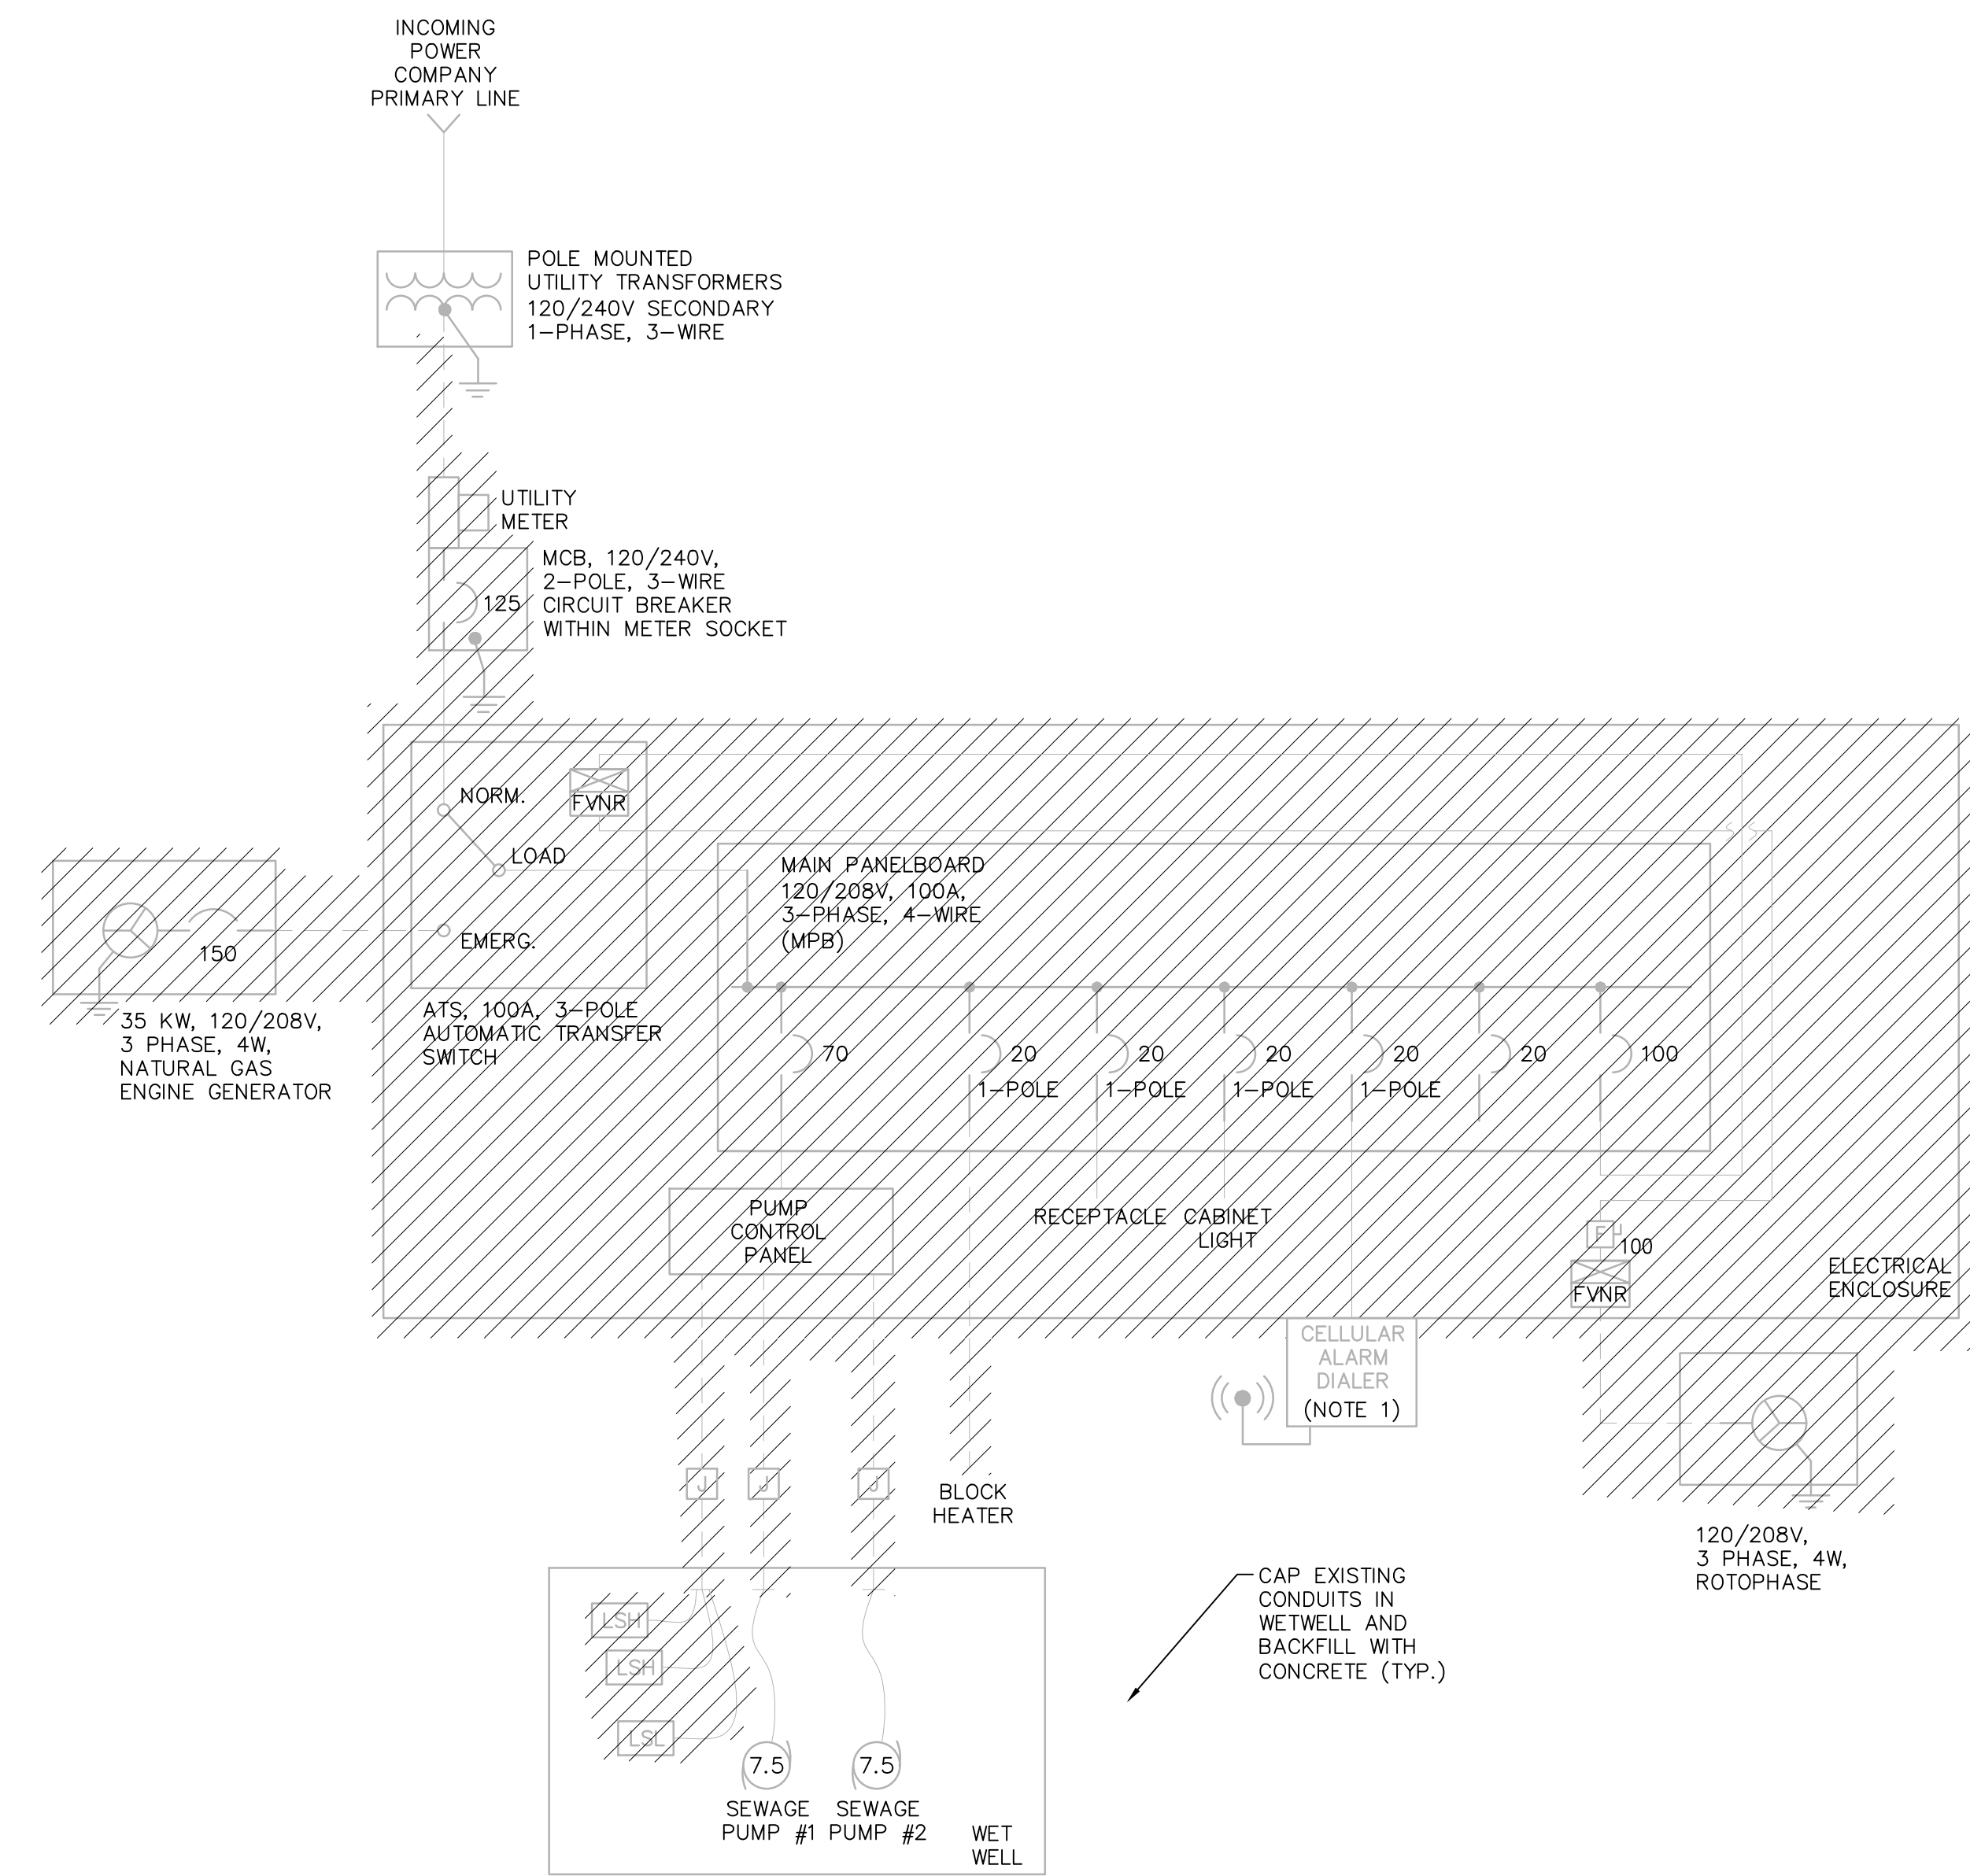 INCOMING
POWER
COMPANY
PRIMARY LINE
POLE MOUNTED
UTILITY TRANSFORMERS
120/240V SECONDARY
1-PHASE, 3-WIRE
UTILITY
METER
MCB, 120/240V,
2-POLE, 3-WIRE
CIRCUIT BREAKER
WITHIN METER SOCKET
125
NORM.
FVNR
LOAD
EMERG.
MAIN PANELBOARD
120/208V, 100A,
3-PHASE, 4-WIRE
(MPB)
150
35 KW, 120/208V,
3 PHASE, 4W,
NATURAL GAS
ENGINE GENERATOR
ATS, 100A, 3-POLE
AUTOMATIC TRANSFER
SWITCH
70
20
1-POLE
20
1-POLE
20
1-POLE
20
1-POLE
20
100
PUMP
CONTROL
PANEL
RECEPTACLE
CABINET
LIGHT
F
100
FVNR
ELECTRICAL
ENCLOSURE
CELLULAR
ALARM
DIALER
(NOTE 1)
J
J
J
BLOCK
HEATER
120/208V,
3 PHASE, 4W,
ROTOPHASE
CAP EXISTING
CONDUITS IN
WETWELL AND
BACKFILL WITH
CONCRETE (TYP.)
LSH
LSH
LSL
7.5
7.5
SEWAGE
PUMP #1
SEWAGE
PUMP #2
WET
WELL